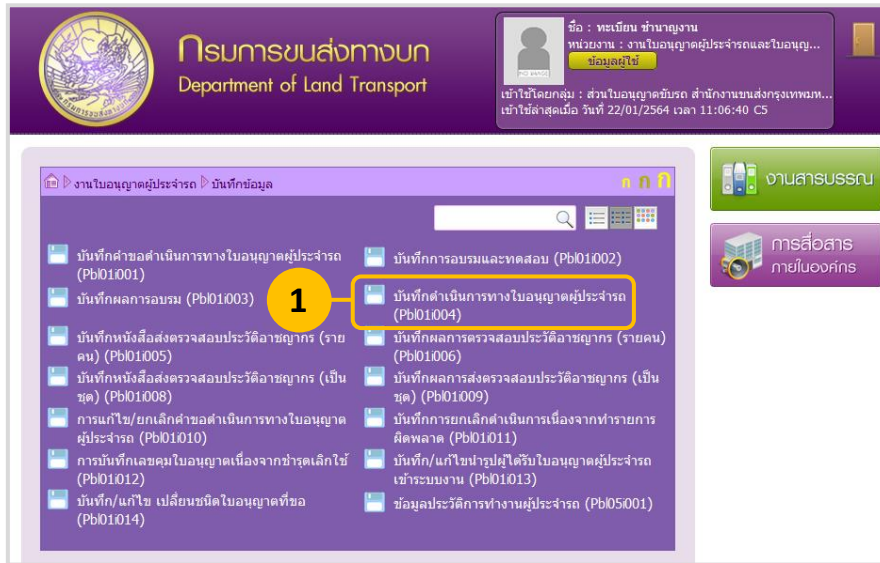 กรมการขนส่งทางบก
Department of Land Transport
ชื่อ : ทะเบียน ชำนาญงาน
หน่วยงาน : งานใบอนุญาตผู้ประจำรถและใบอนุญ...
ข้อมูลผู้ใช้
NO IMAGE
เข้าใช้โดยกลุ่ม : ส่วนใบอนุญาตขับรถ สำนักงานขนส่งกรุงเทพมห...
เข้าใช้ล่าสุดเมื่อ วันที่ 22/01/2564 เวลา 11:06:40 C5
งานใบอนุญาตผู้ประจำรถ บันทึกข้อมูล
ก ก ก
บันทึกคำขอดำเนินการทางใบอนุญาตผู้ประจำรถ
(Pbl01i001)
บันทึกการอบรมและทดสอบ (Pbl01i002)
บันทึกผลการอบรม (Pbl01i003)
1
บันทึกดำเนินการทางใบอนุญาตผู้ประจำรถ
(Pbl01i004)
บันทึกหนังสือส่งตรวจสอบประวัติอาชญากร (ราย
คน) (Pbl01i005)
บันทึกผลการตรวจสอบประวัติอาชญากร (รายคน)
(Pbl01i006)
บันทึกหนังสือส่งตรวจสอบประวัติอาชญากร (เป็น
ชุด) (Pbl01i008)
บันทึกผลการส่งตรวจสอบประวัติอาชญากร (เป็น
ชุด) (Pbl01i009)
การแก้ไข/ยกเลิกคำขอดำเนินการทางใบอนุญาต
ผู้ประจำรถ (Pbl01i010)
บันทึกการยกเลิกดำเนินการเนื่องจากทำรายการ
ผิดพลาด (Pbl01i011)
การบันทึกเลขคุมใบอนุญาตเนื่องจากชำรุดเลิกใช้
(Pbl01i012)
บันทึก/แก้ไขนำรูปผู้ได้รับใบอนุญาตผู้ประจำรถ
เข้าระบบงาน (Pbl01i013)
บันทึก/แก้ไข เปลี่ยนชนิดใบอนุญาตที่ขอ
(Pbl01i014)
ข้อมูลประวัติการทำงานผู้ประจำรถ (Pbl05i001)
งานสารบรรณ
การสื่อสาร
ภายในองค์กร